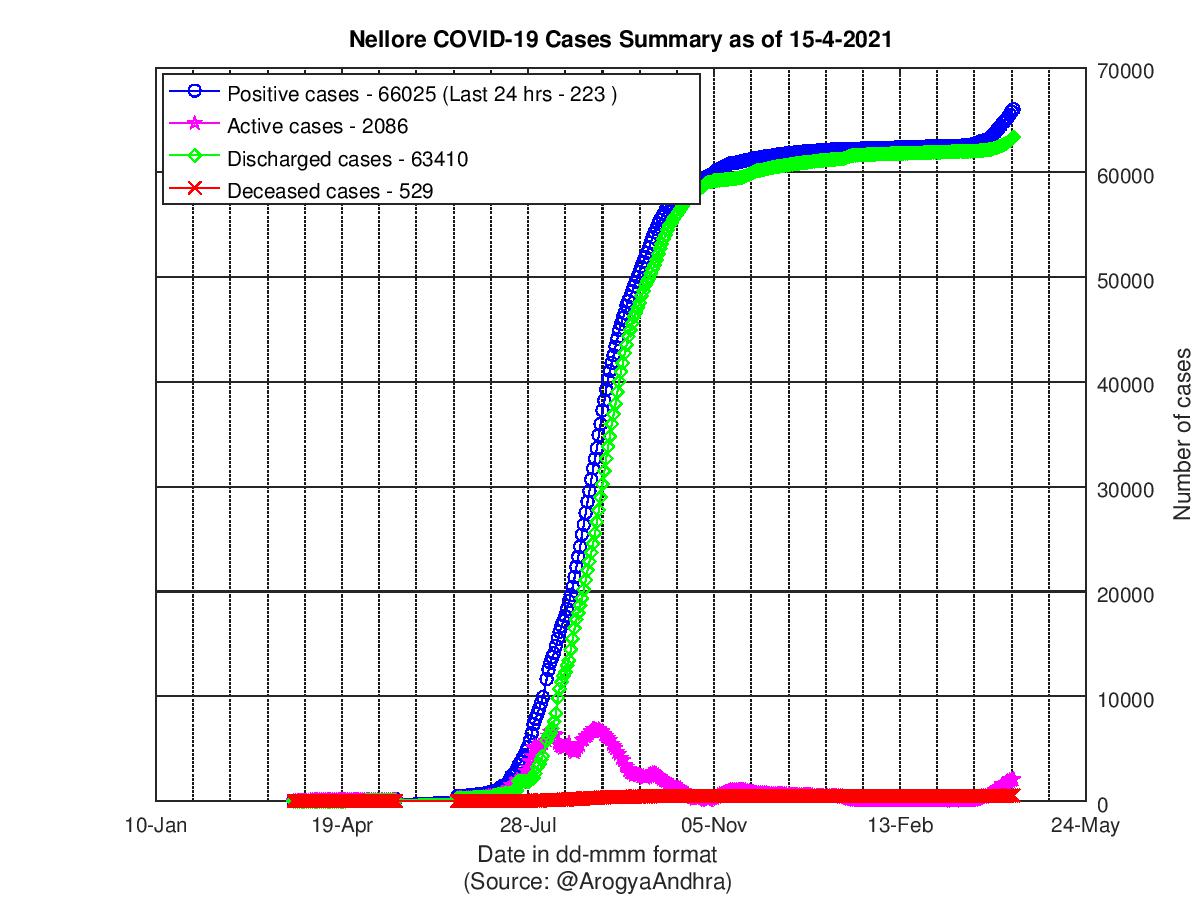 Nellore COVID-19 Cases Summary as of 15-4-2021
Positive cases - 66025 (Last 24 hrs - 223 )
Active cases - 2086
Discharged cases - 63410
Deceased cases - 529
70000
60000
50000
40000
30000
20000
10000
0
Number of cases
10-Jan 19-Apr 28-Jul 05-Nov 13-Feb 24-May
Date in dd-mmm format
(Source: @ArogyaAndhra)